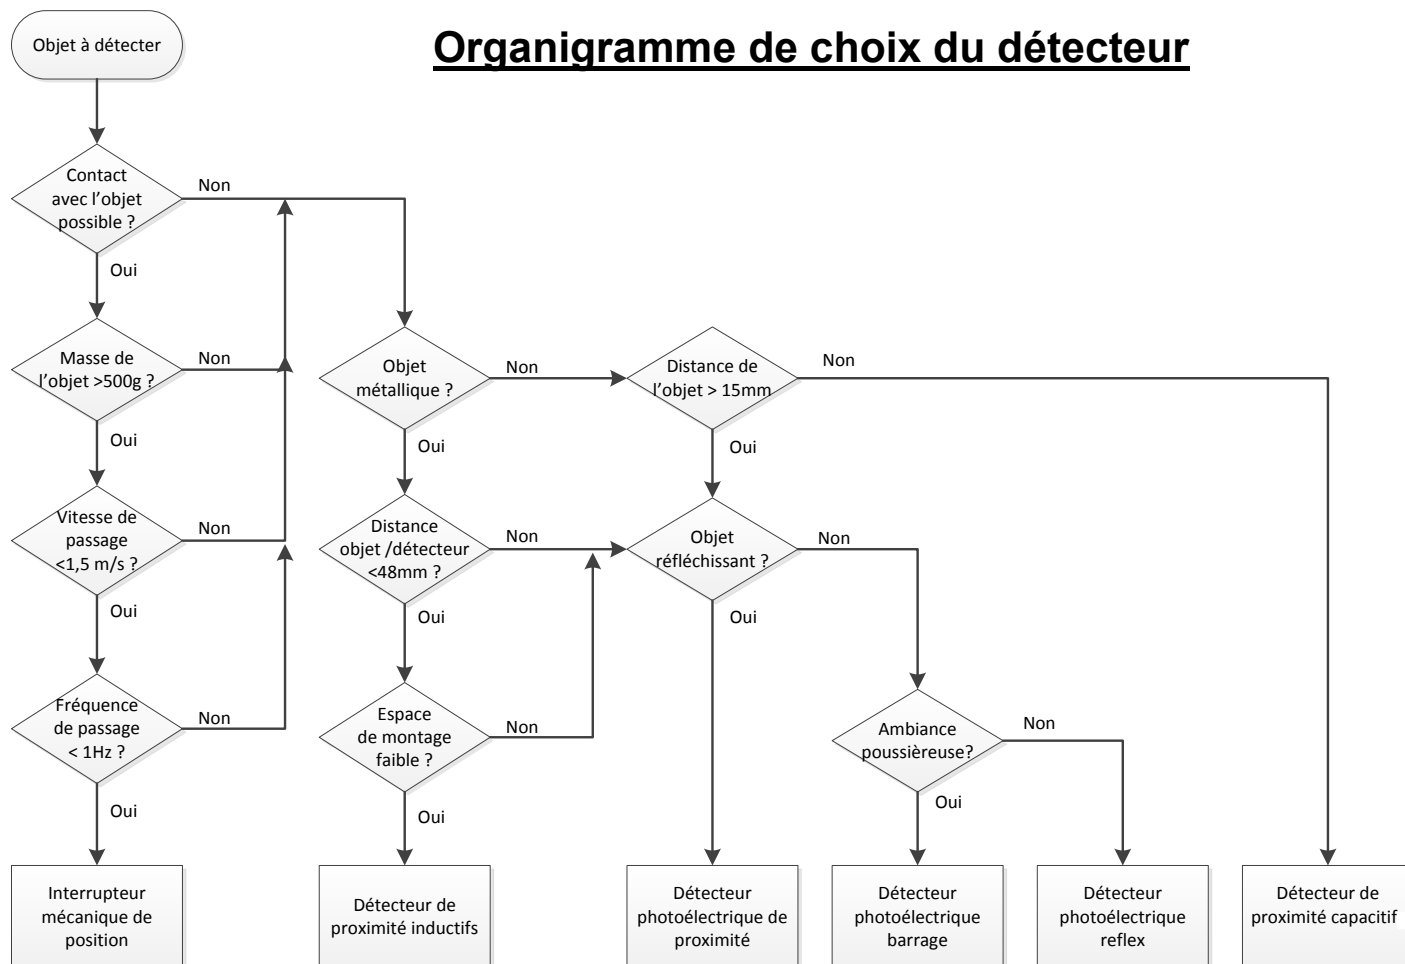 Organigramme de choix du détecteur
Objet à détecter
Contact
avec l'objet
possible ?
Non
Oui
Masse de
l'objet >500g ?
Non
Oui
Vitesse de
passage
<1,5 m/s ?
Non
Oui
Fréquence
de passage
< 1Hz ?
Non
Oui
Interrupteur
mécanique de
position
Objet
métallique ?
Non
Oui
Distance
objet /détecteur
<48mm ?
Non
Oui
Espace
de montage
faible ?
Non
Oui
Détecteur de
proximité inductifs
Distance de
l'objet > 15mm
Non
Oui
Objet
réfléchissant ?
Non
Oui
Détecteur
photoélectrique de
proximité
Ambiance
poussièreuse?
Non
Oui
Détecteur
photoélectrique
barrage
Détecteur
photoélectrique
reflex
Détecteur de
proximité capacitif